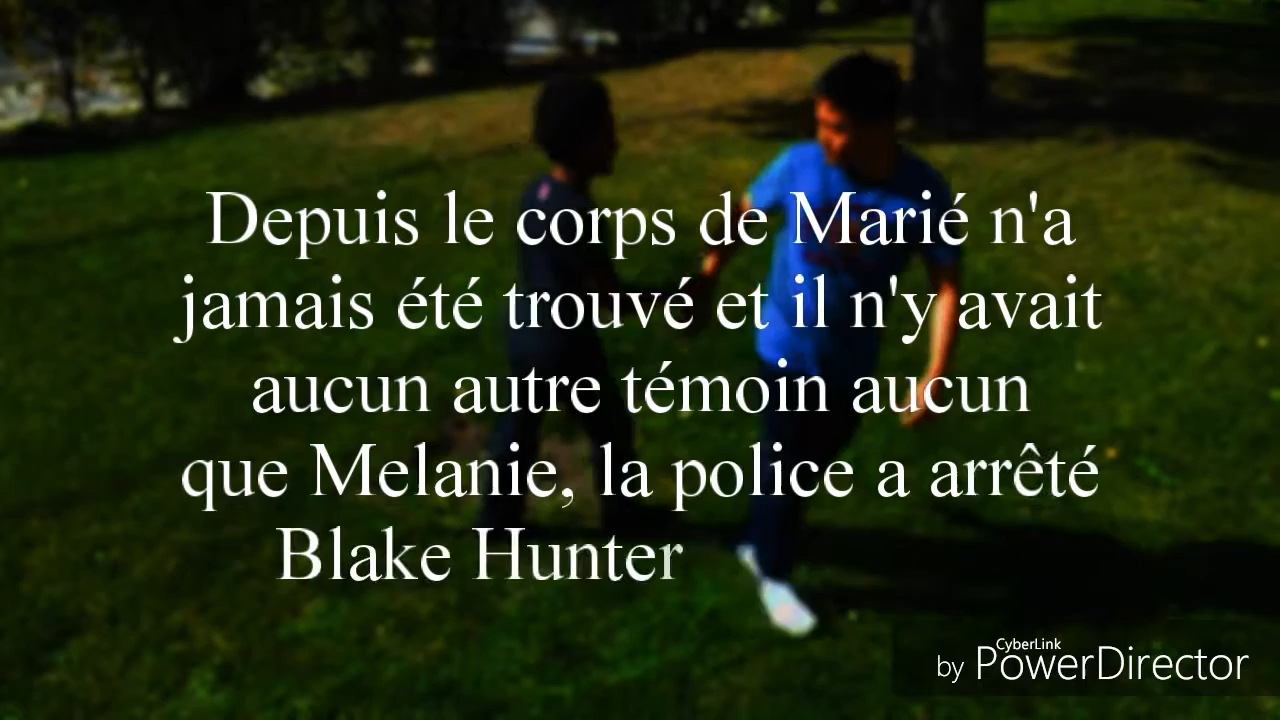 Depuis le corps de Marié n'a
jamais été trouvé et il n'y avait
aucun autre témoin aucun
que Melanie, la police a arrêté
Blake Hunter
CyberLink
by PowerDirector